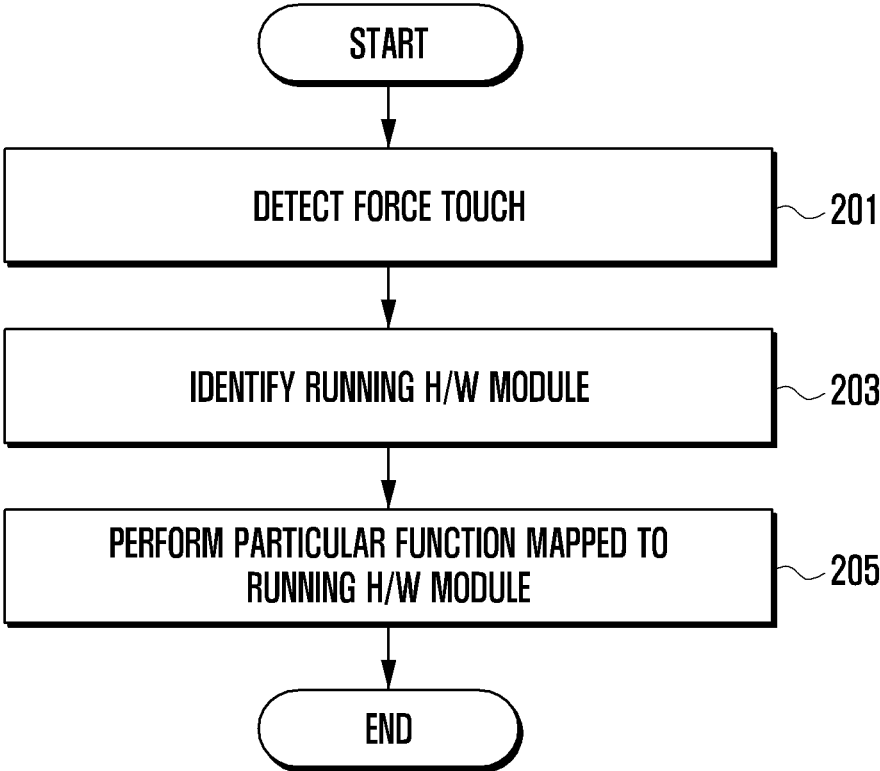 START
DETECT FORCE TOUCH
201
IDENTIFY RUNNING H/W MODULE
203
PERFORM PARTICULAR FUNCTION MAPPED TO
RUNNING H/W MODULE
205
END